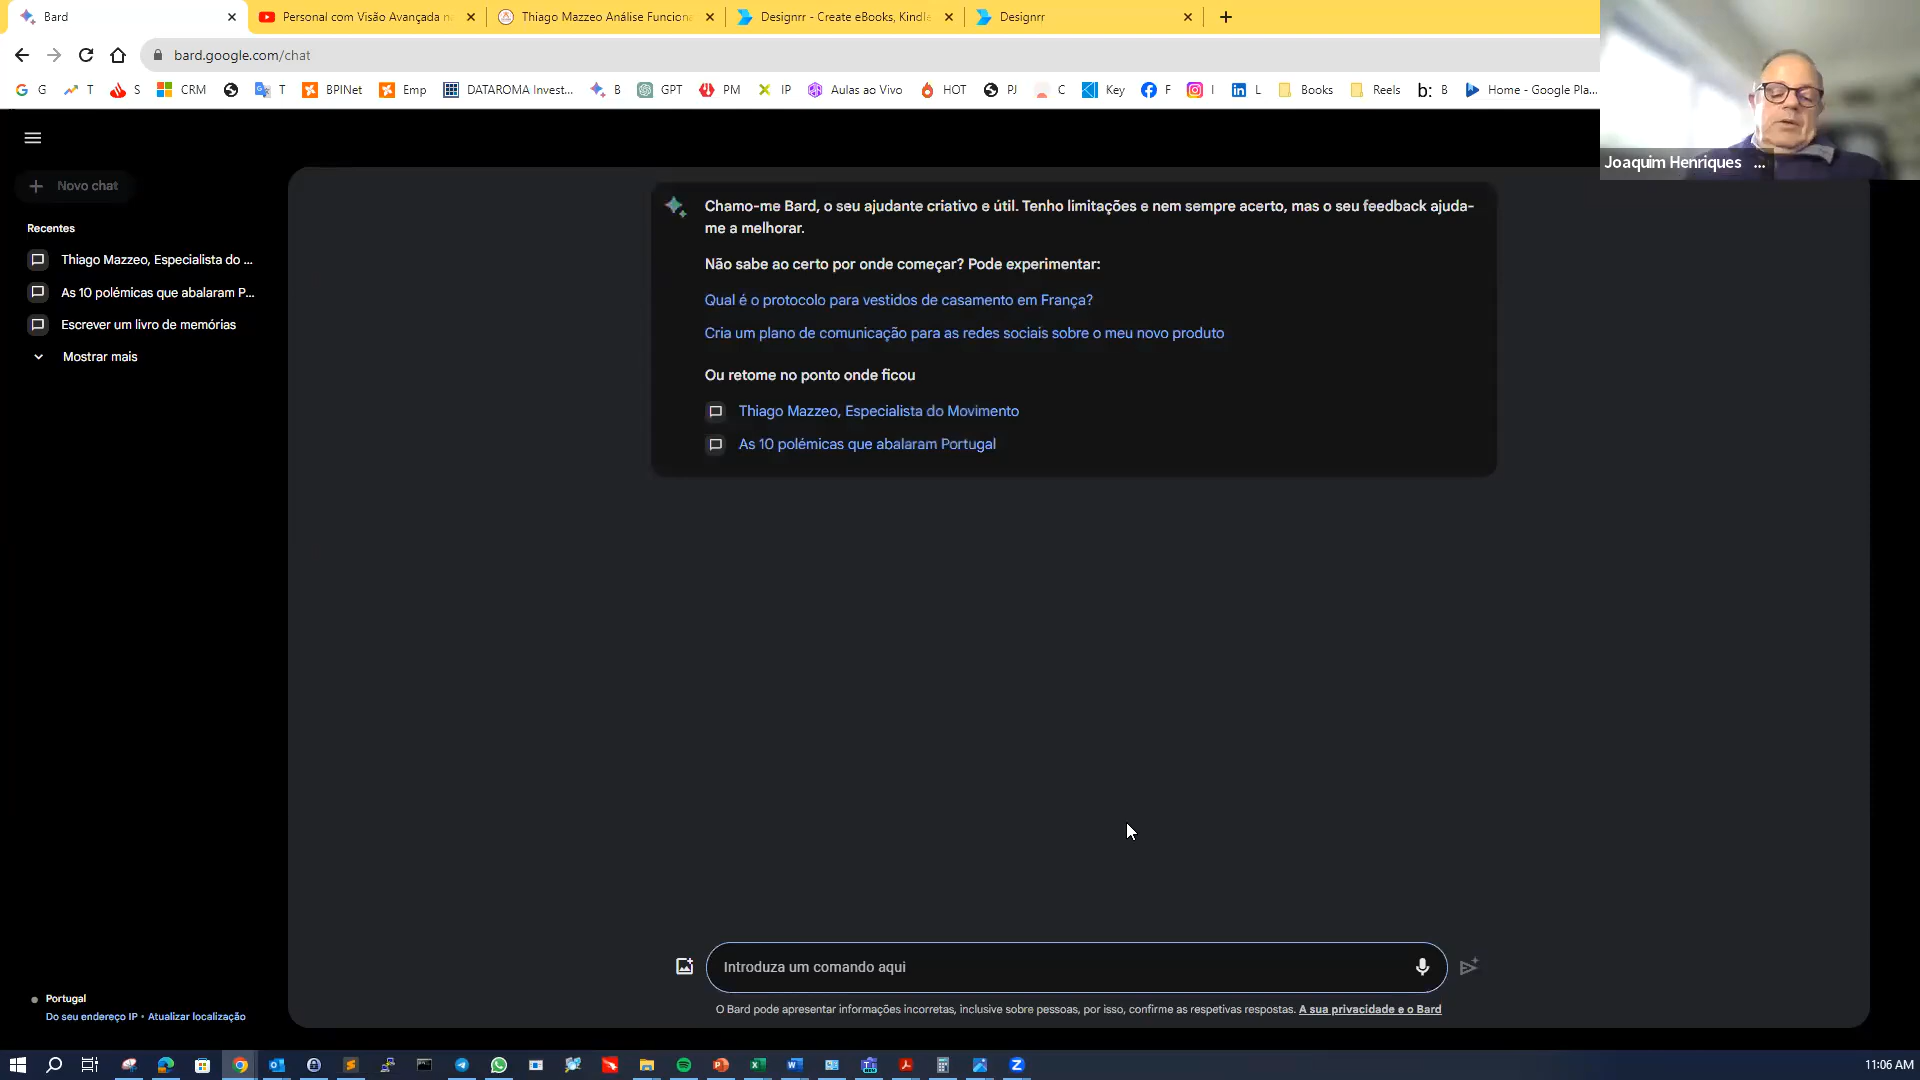 Bard
Personal com Visão Avançada n
Thiago Mazzeo Análise Funcion
Designrr - Create eBooks, Kindle
Designrr
bard.google.com/chat
G
T
S
CRM
T
BPINet
Emp
DATAROMA Invest...
B
GPT
PM
IP
Aulas ao Vivo
HOT
PJ
C
Key
F
I
L
Books
Reels
b:
B
Home - Google Pla...
Joaquim Henriques ...
Novo chat
Recentes
Thiago Mazzeo, Especialista do ...
As 10 polémicas que abalaram P...
Escrever um livro de memórias
Mostrar mais
Chamo-me Bard, o seu ajudante criativo e útil. Tenho limitações e nem sempre acerto, mas o seu feedback ajuda-
me a melhorar.
Não sabe ao certo por onde começar? Pode experimentar:
Qual é o protocolo para vestidos de casamento em França?
Cria um plano de comunicação para as redes sociais sobre o meu novo produto
Ou retome no ponto onde ficou
Thiago Mazzeo, Especialista do Movimento
As 10 polémicas que abalaram Portugal
Introduza um comando aqui
O Bard pode apresentar informações incorretas, inclusive sobre pessoas, por isso, confirme as respetivas respostas. A sua privacidade e o Bard
Portugal
Do seu endereço IP • Atualizar localização
11:06 AM